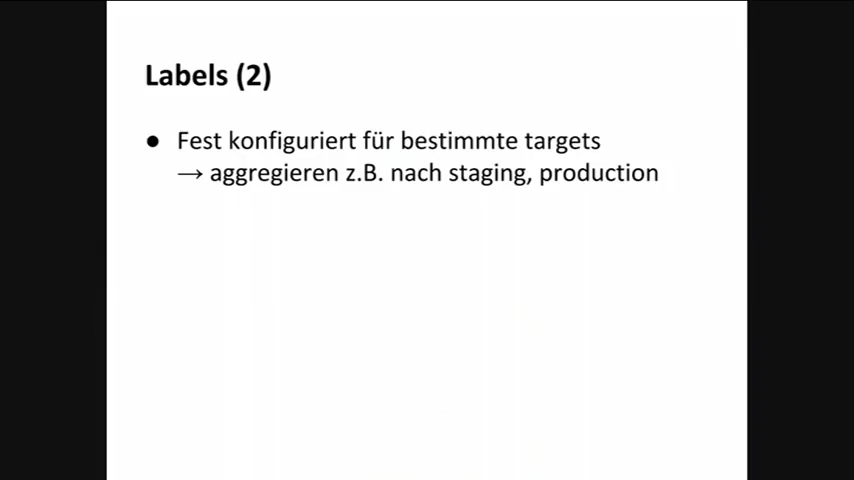 Labels (2)
● Fest konfiguriert für bestimmte targets
→ aggregieren z.B. nach staging, production